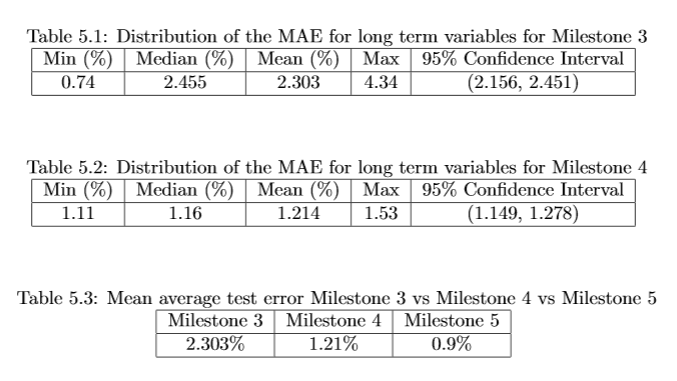 Table 5.1: Distribution of the MAE for long term variables for Milestone 3
Min (%) Median (%) Mean (%) Max 95% Confidence Interval
0.74 2.455 2.303 4.34 (2.156, 2.451)
Table 5.2: Distribution of the MAE for long term variables for Milestone 4
Min (%) Median (%) Mean (%) Max 95% Confidence Interval
1.11 1.16 1.214 1.53 (1.149, 1.278)
Table 5.3: Mean average test error Milestone 3 vs Milestone 4 vs Milestone 5
Milestone 3 Milestone 4 Milestone 5
2.303% 1.21% 0.9%